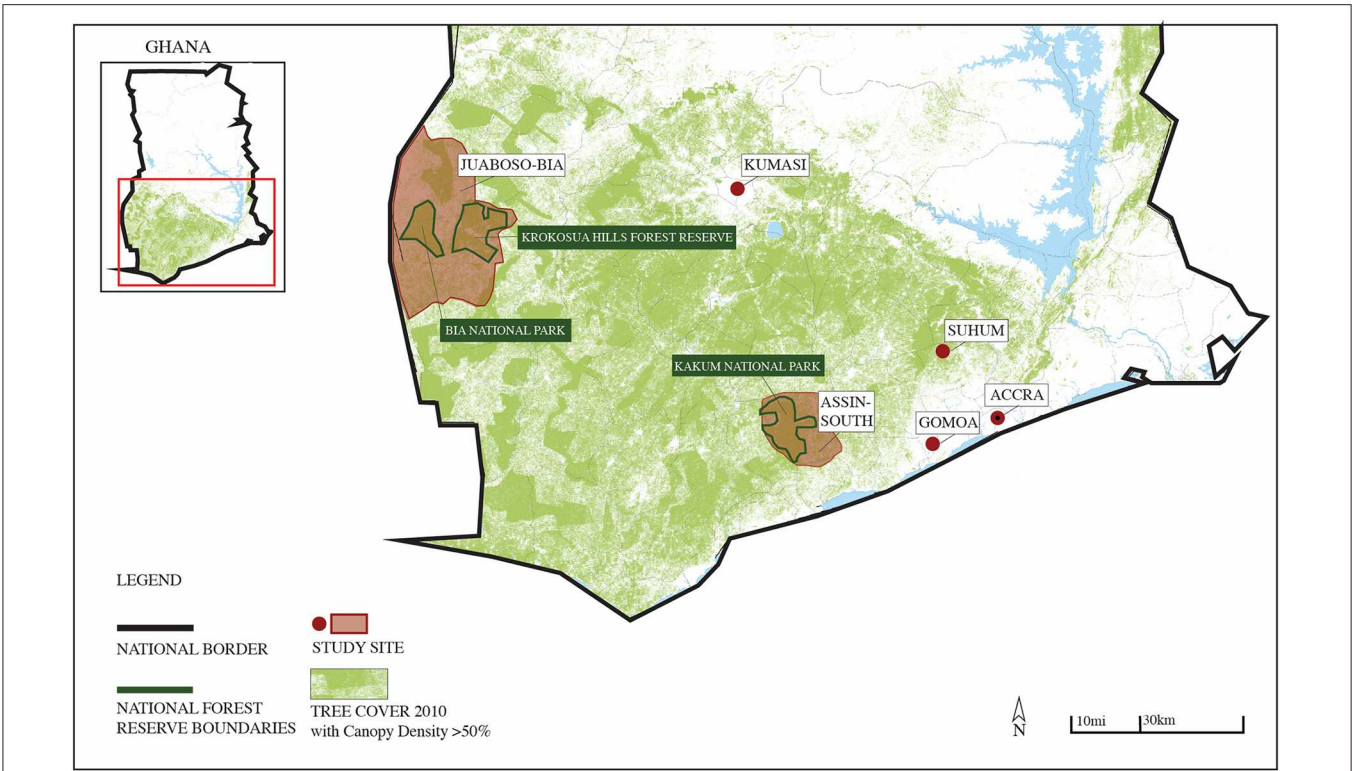 GHANA
JUABOSO-BIA
KUMASI
KROKOSUA HILLS FOREST RESERVE
BIA NATIONAL PARK
SUHUM
KAKUM NATIONAL PARK
ASSIN-
SOUTH
ACCRA
GOMOA
LEGEND
NATIONAL BORDER
STUDY SITE
NATIONAL FOREST
RESERVE BOUNDARIES
TREE COVER 2010
with Canopy Density >50%
N
10mi
30km